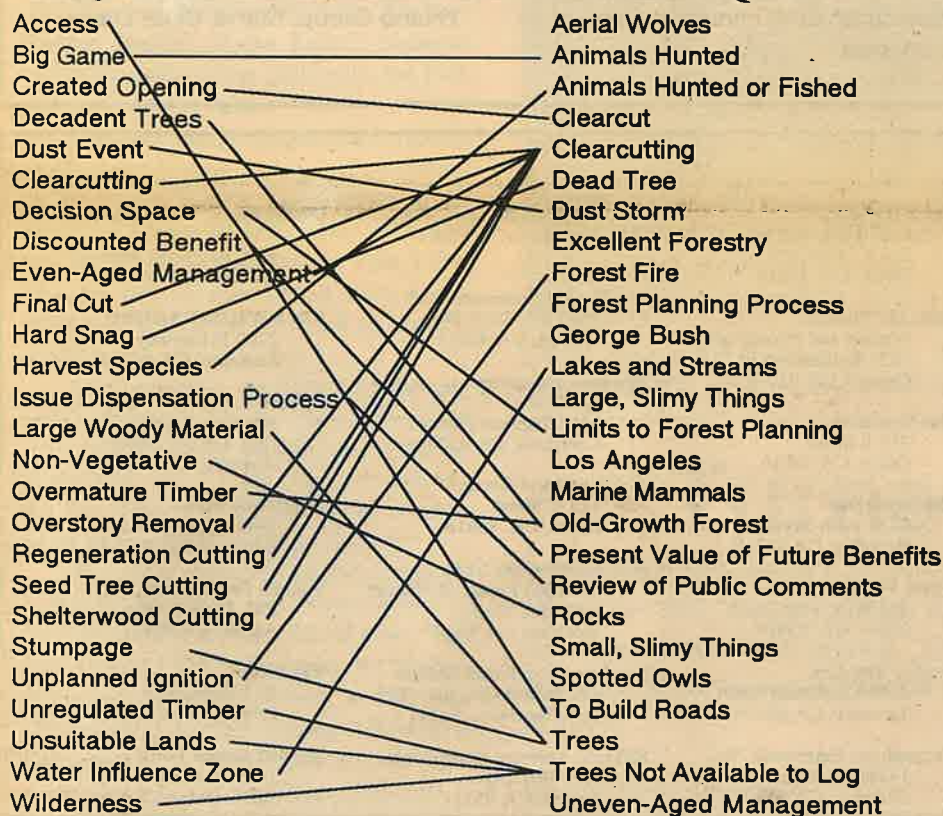 Access Aerial Wolves
Big Game Animals Hunted
Created Opening Animals Hunted or Fished
Decadent Trees Clearcut
Dust Event Clearcutting
Clearcutting Dead Tree
Decision Space Dust Storm
Discounted Benefit Excellent Forestry
Even-Aged Management Forest Fire
Final Cut Forest Planning Process
Hard Snag George Bush
Harvest Species Lakes and Streams
Issue Dispensation Process Large, Slimy Things
Large Woody Material Limits to Forest Planning
Non-Vegetative Los Angeles
Overmature Timber Marine Mammals
Overstory Removal Old-Growth Forest
Regeneration Cutting Present Value of Future Benefits
Seed Tree Cutting Review of Public Comments
Shelterwood Cutting Rocks
Stumpage Small, Slimy Things
Unplanned Ignition Spotted Owls
Unregulated Timber To Build Roads
Unsuitable Lands Trees
Water Influence Zone Trees Not Available to Log
Wilderness Uneven-Aged Management